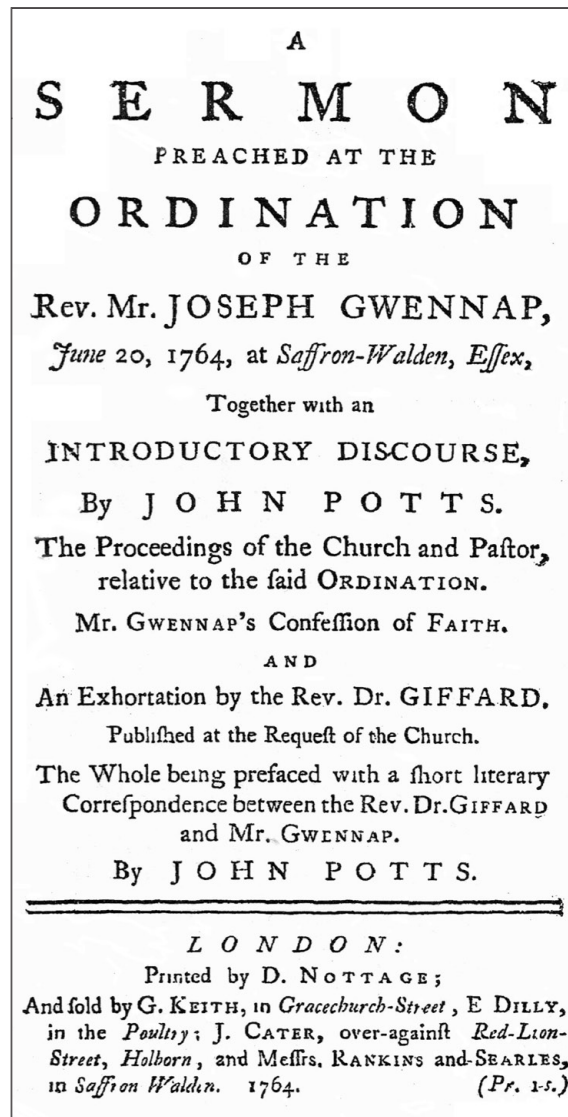 A
SERMON
PREACHED AT THE
ORDINATION
OF THE
Rev. Mr. JOSEPH GWENNAP,
June 20, 1764, at Saffron-Walden, Eſſex,
Together with an
INTRODUCTORY DISCOURSE,
By JOHN POTTS.
The Proceedings of the Church and Paſtor,
relative to the ſaid ORDINATION.
Mr. GWENNAP's Confeſſion of FAITH.
AND
An Exhortation by the Rev. Dr. GIFFARD.
Publiſhed at the Requeſt of the Church.
The Whole being prefaced with a ſhort literary
Correſpondence between the Rev. Dr. GIFFARD
and Mr. GWENNAP.
By JOHN POTTS.
LONDON:
Printed by D. NOTTAGE;
And ſold by G. KEITH, in Gracechurch-Street, E DILLY,
in the Poultry; J. CATER, over-againſt Red-Lion-
Street, Holborn, and Meſſrs. RANKINS and SEARLES,
in Saffron Walden. 1764. (Pr. 1-s.)